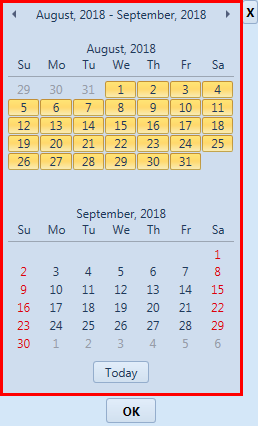 August, 2018 - September, 2018 X
August, 2018
Su Mo Tu We Th Fr Sa
29 30 31 1 2 3 4
5 6 7 8 9 10 11
12 13 14 15 16 17 18
19 20 21 22 23 24 25
26 27 28 29 30 31
September, 2018
Su Mo Tu We Th Fr Sa
1
2 3 4 5 6 7 8
9 10 11 12 13 14 15
16 17 18 19 20 21 22
23 24 25 26 27 28 29
30 1 2 3 4 5 6
Today
OK